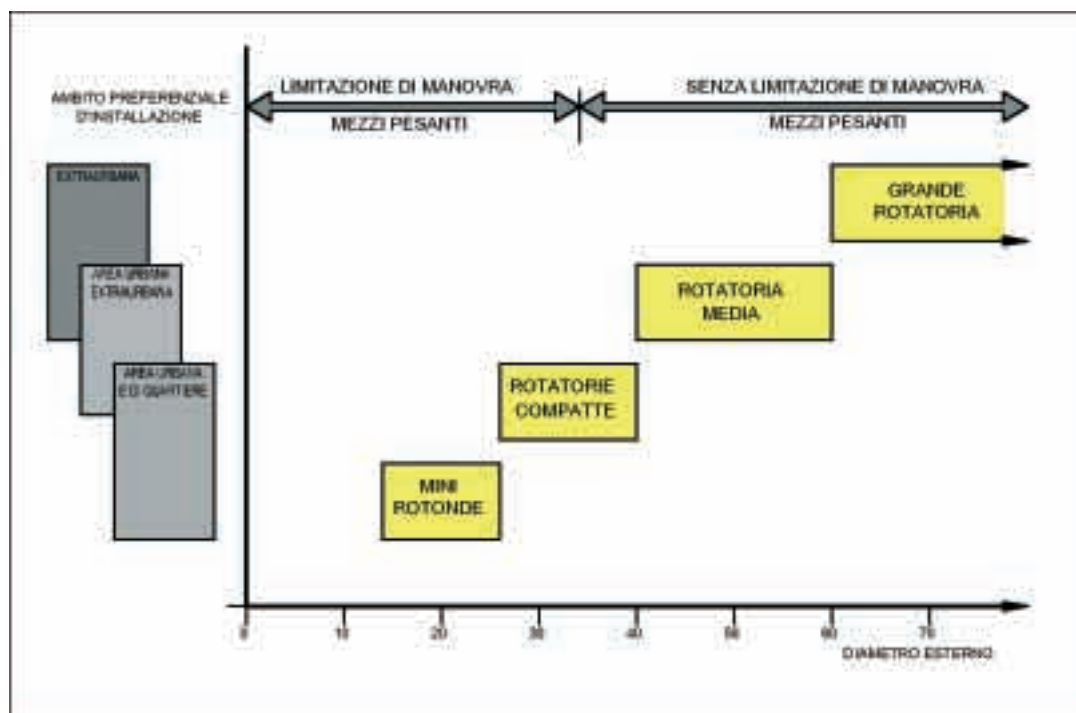 AMBITO PREFERENZIALE
D'INSTALLAZIONE
LIMITAZIONE DI MANOVRA
MEZZI PESANTI
SENZA LIMITAZIONE DI MANOVRA
MEZZI PESANTI
EXTRAURBANA
AREA URBANA
EXTRAURBANA
AREA URBANA
E DI QUARTIERE
GRANDE
ROTATORIA
ROTATORIA
MEDIA
ROTATORIE
COMPATTE
MINI
ROTONDE
0 10 20 30 40 50 60 70
DIAMETRO ESTERNO